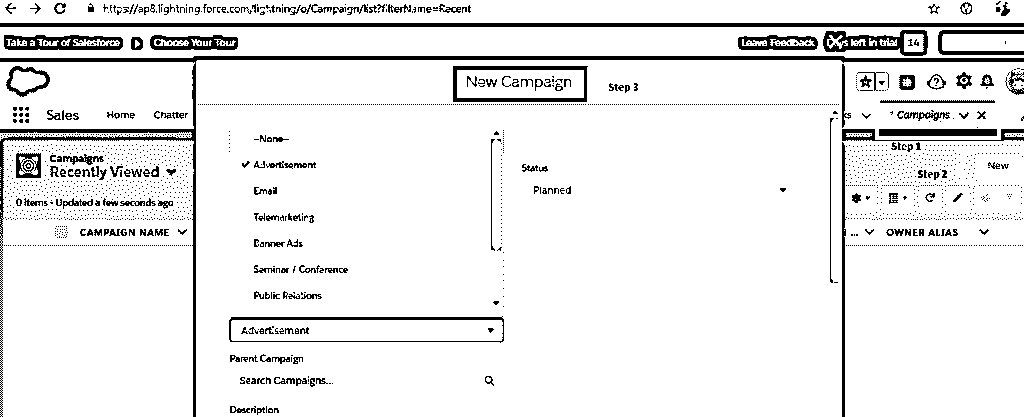 https://ap8.lightning.force.com/lightning/o/Campaign/list?filterName=Recent
Take a Tour of Salesforce Choose Your Tour Leave Feedback left in trial 14
New Campaign Step 3
Sales Home Chatter * Campaigns
Step 1
Campaigns
Recently Viewed
Step 2
New
0 items • Updated a few seconds ago
CAMPAIGN NAME ... OWNER ALIAS
--None--
Advertisement
Email
Telemarketing
Banner Ads
Seminar / Conference
Public Relations
Advertisement
Status
Planned
Parent Campaign
Search Campaigns...
Description